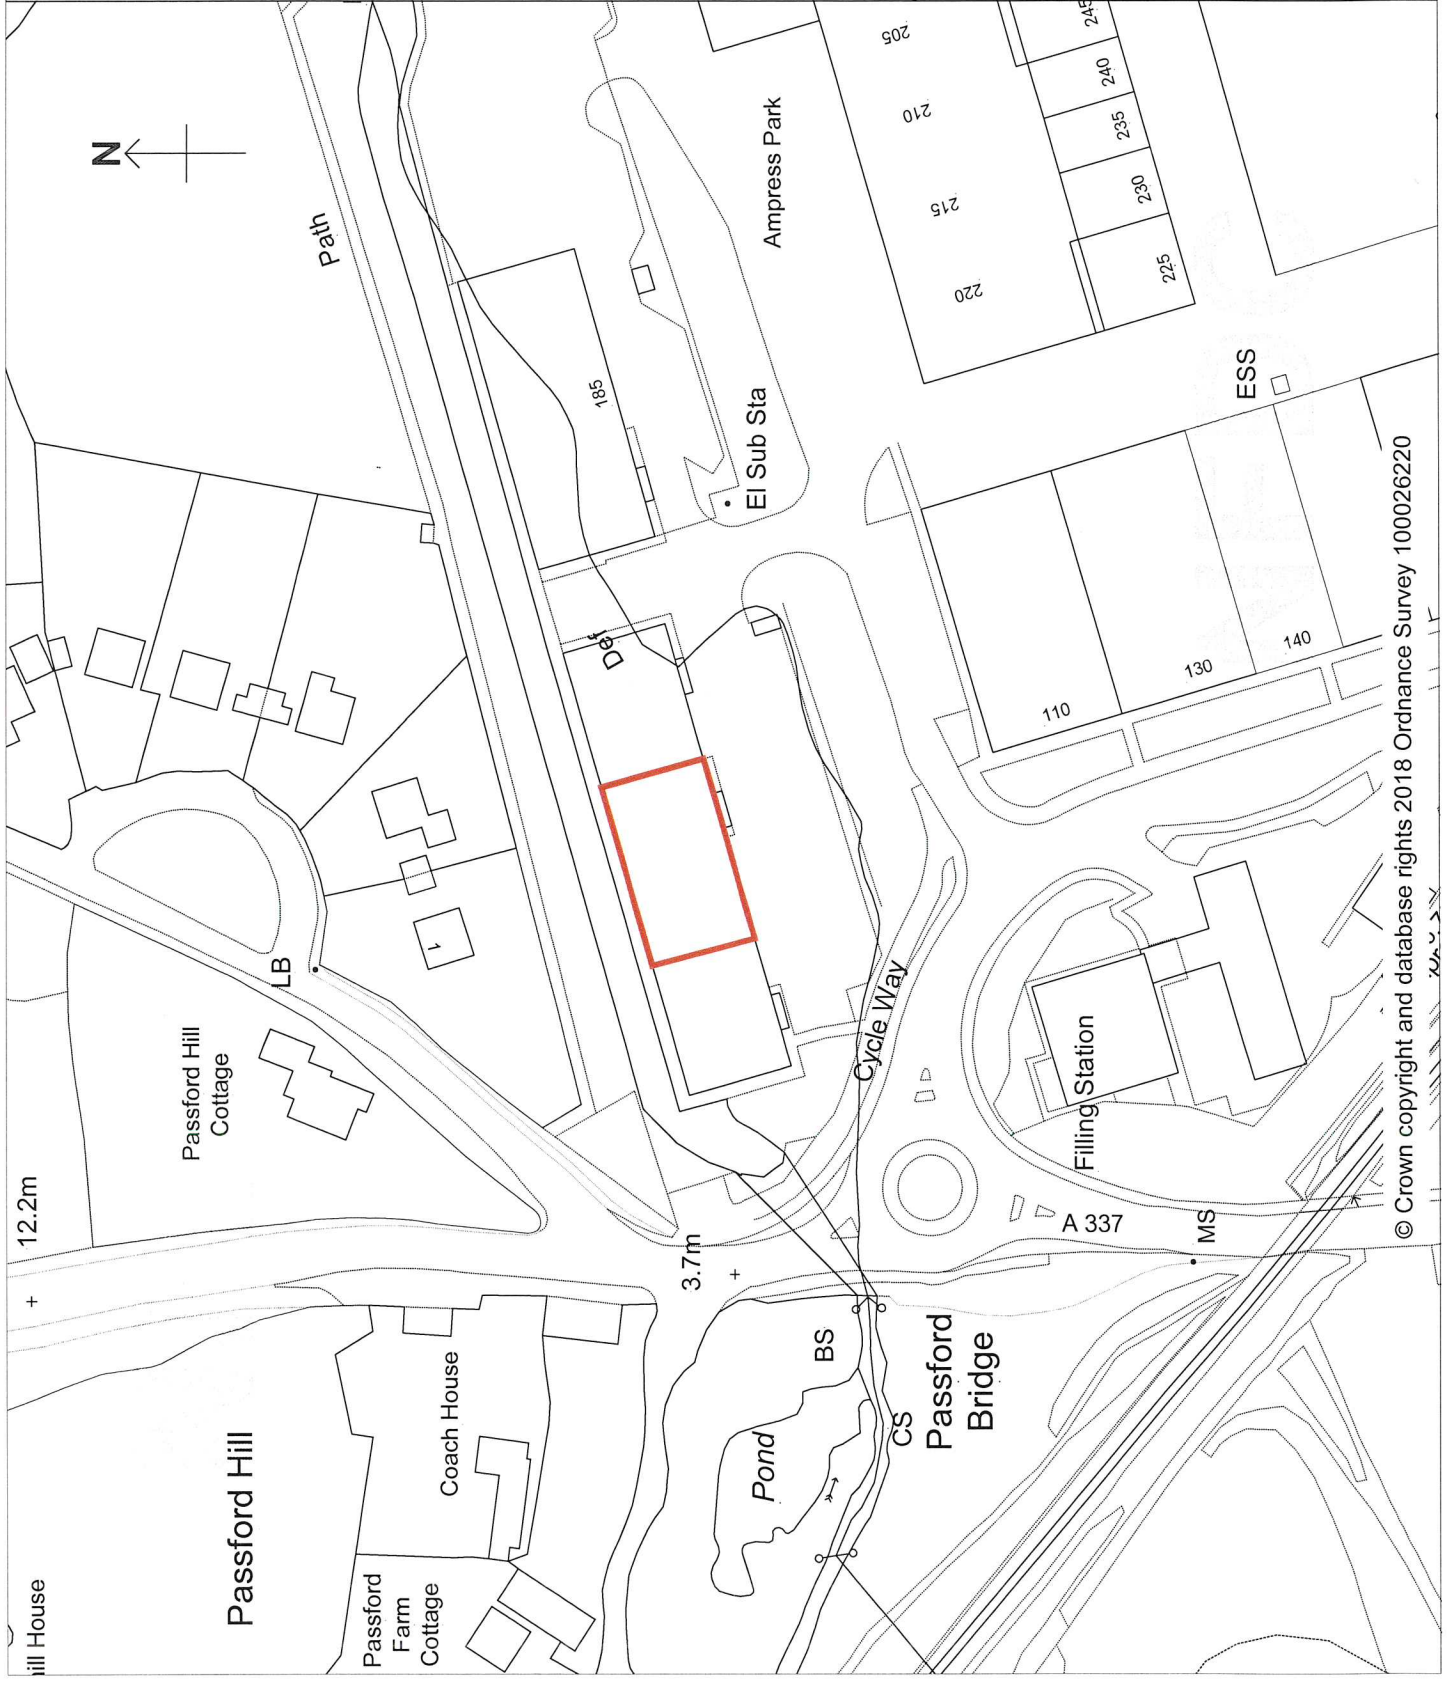 ill House
12.2m
Passford Hill
Passford Hill
Cottage
LB
1
Path
N
Coach House
Passford
Farm
Cottage
3.7m
Def
185
Pond
BS
CS
Passford
Bridge
Cycle Way
El Sub Sta
Ampress Park
205
210
215
220
225
230
235
240
245
A 337
MS
Filling Station
110
130
140
ESS
© Crown copyright and database rights 2018 Ordnance Survey 100026220